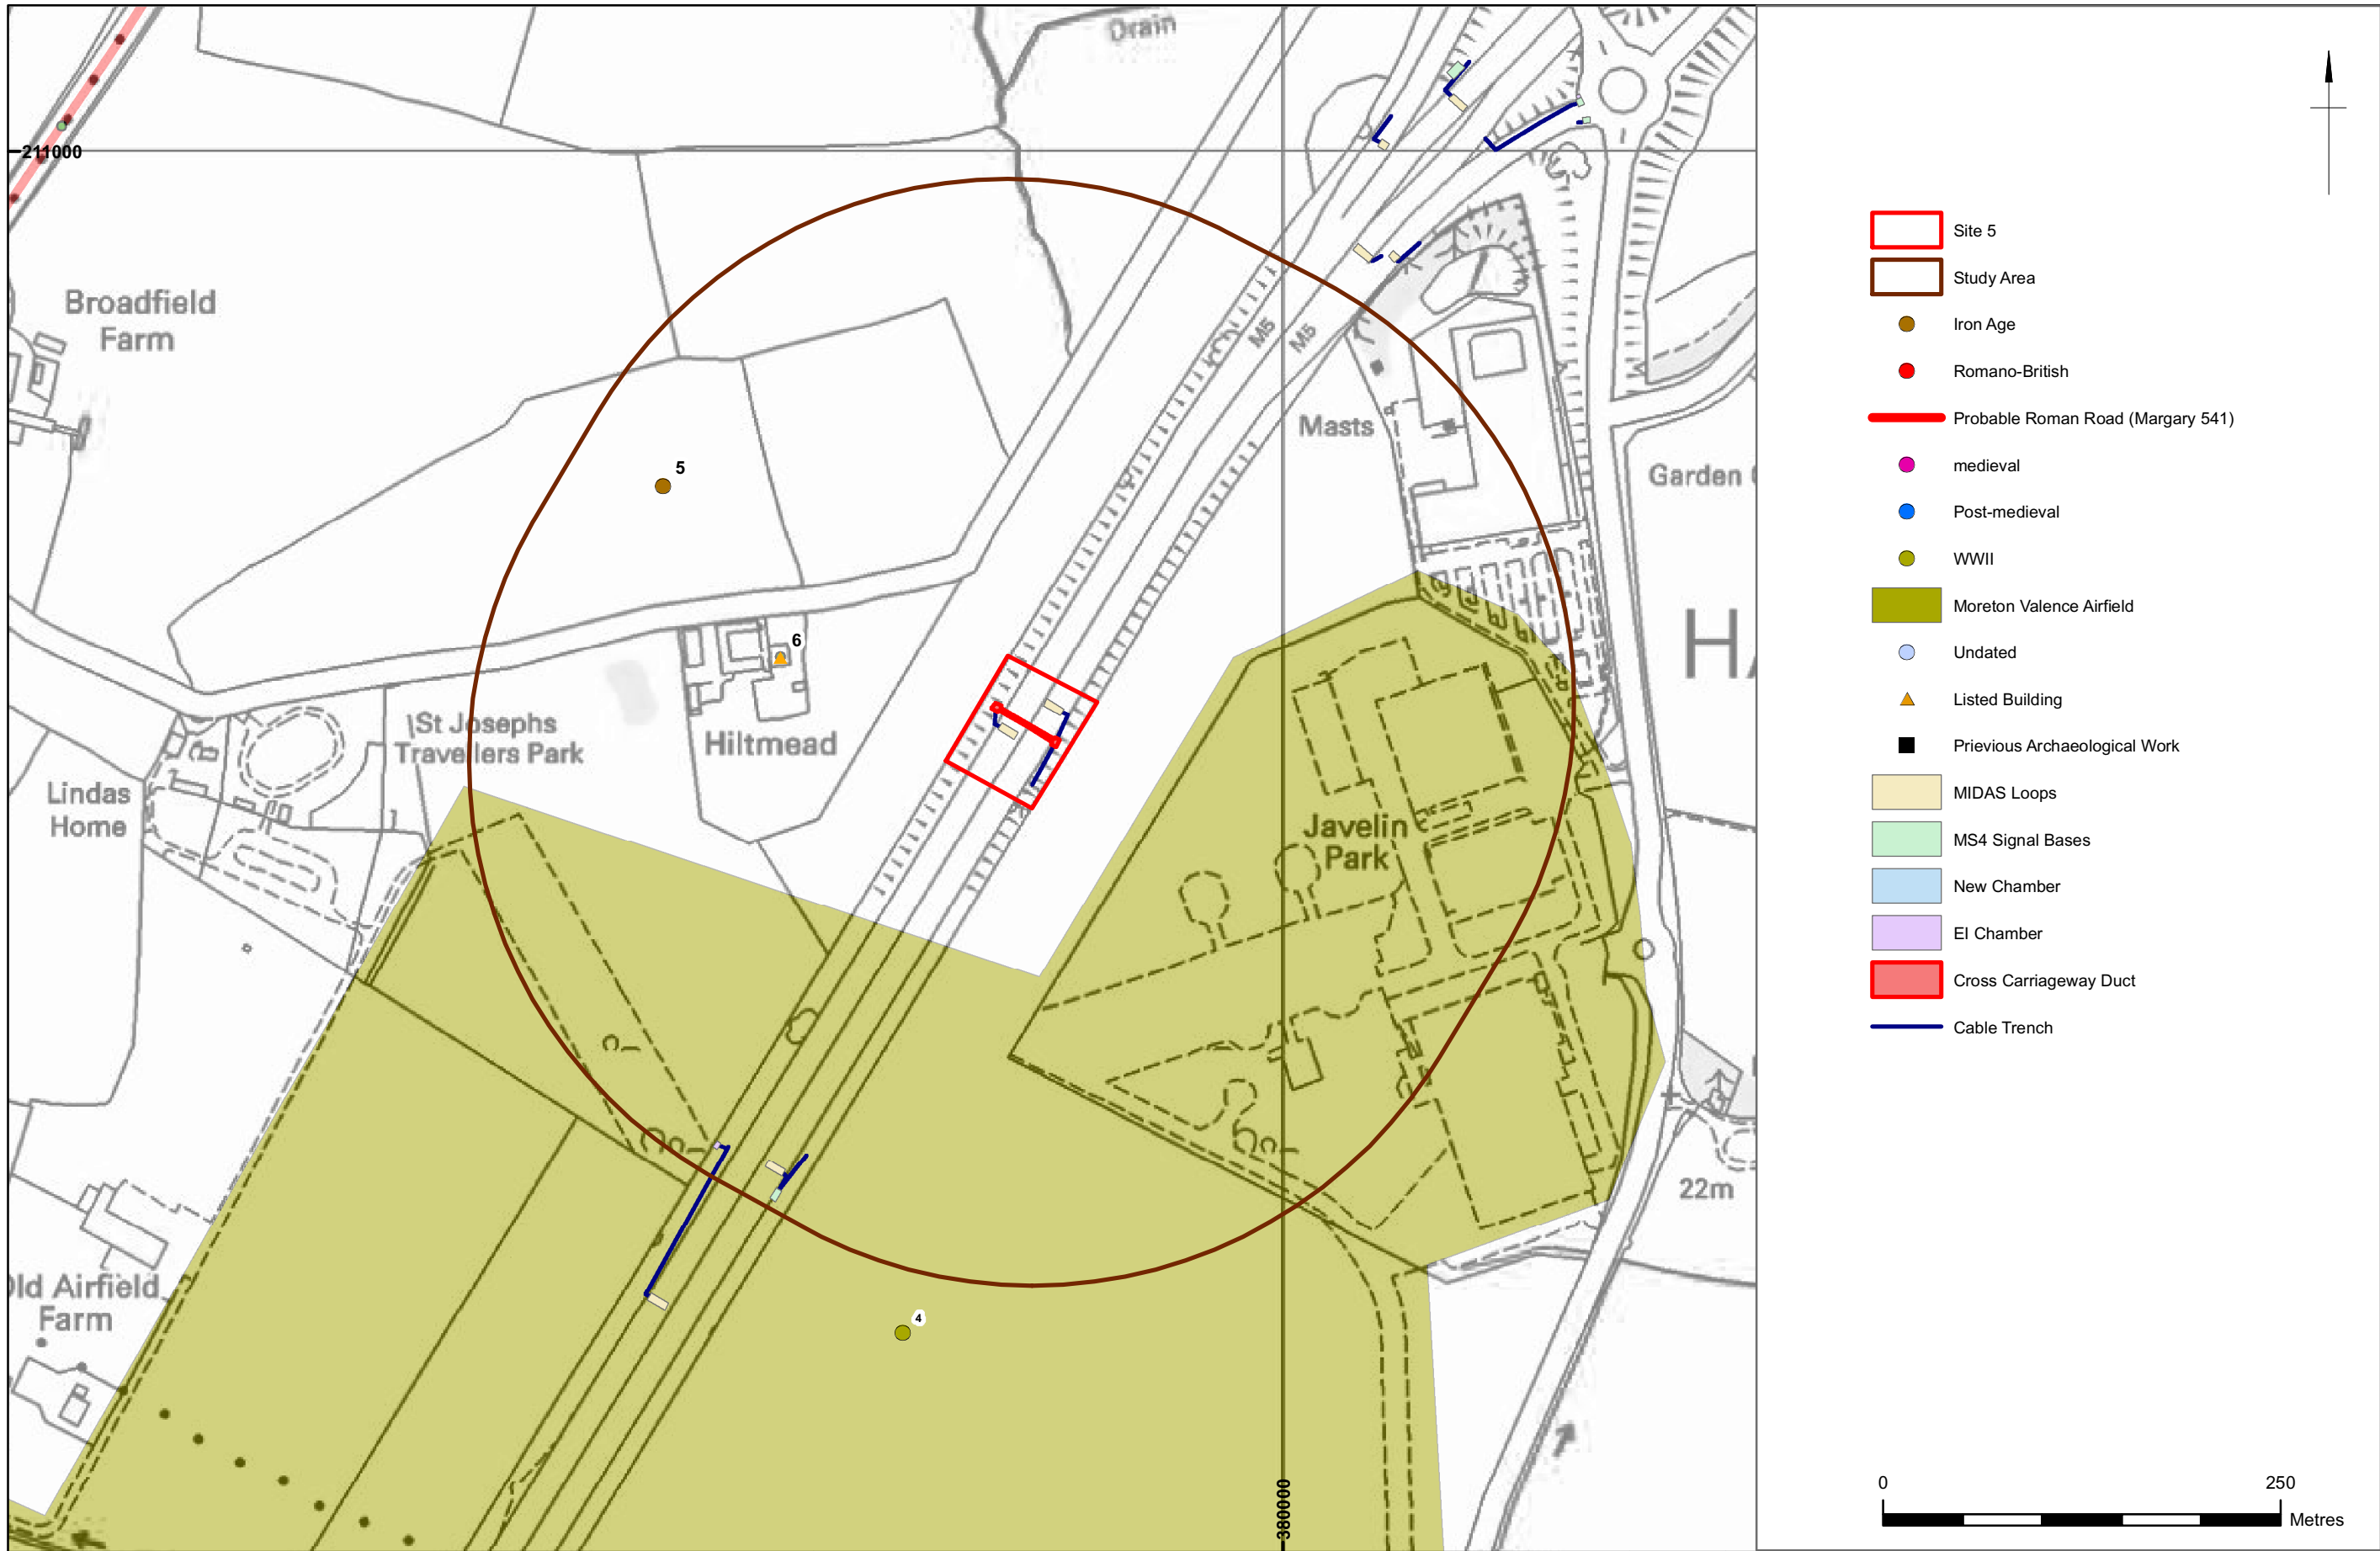 Drain
211000
Broadfield
Farm
M5
M5
Masts
Garden
5
6
St Josephs
Travellers Park
Hiltmead
Lindas
Home
Javelin
Park
22m
Old Airfield
Farm
4
380000
Site 5
Study Area
Iron Age
Romano-British
Probable Roman Road (Margary 541)
medieval
Post-medieval
WWII
Moreton Valence Airfield
Undated
Listed Building
Prievious Archaeological Work
MIDAS Loops
MS4 Signal Bases
New Chamber
EI Chamber
Cross Carriageway Duct
Cable Trench
0 250
Metres